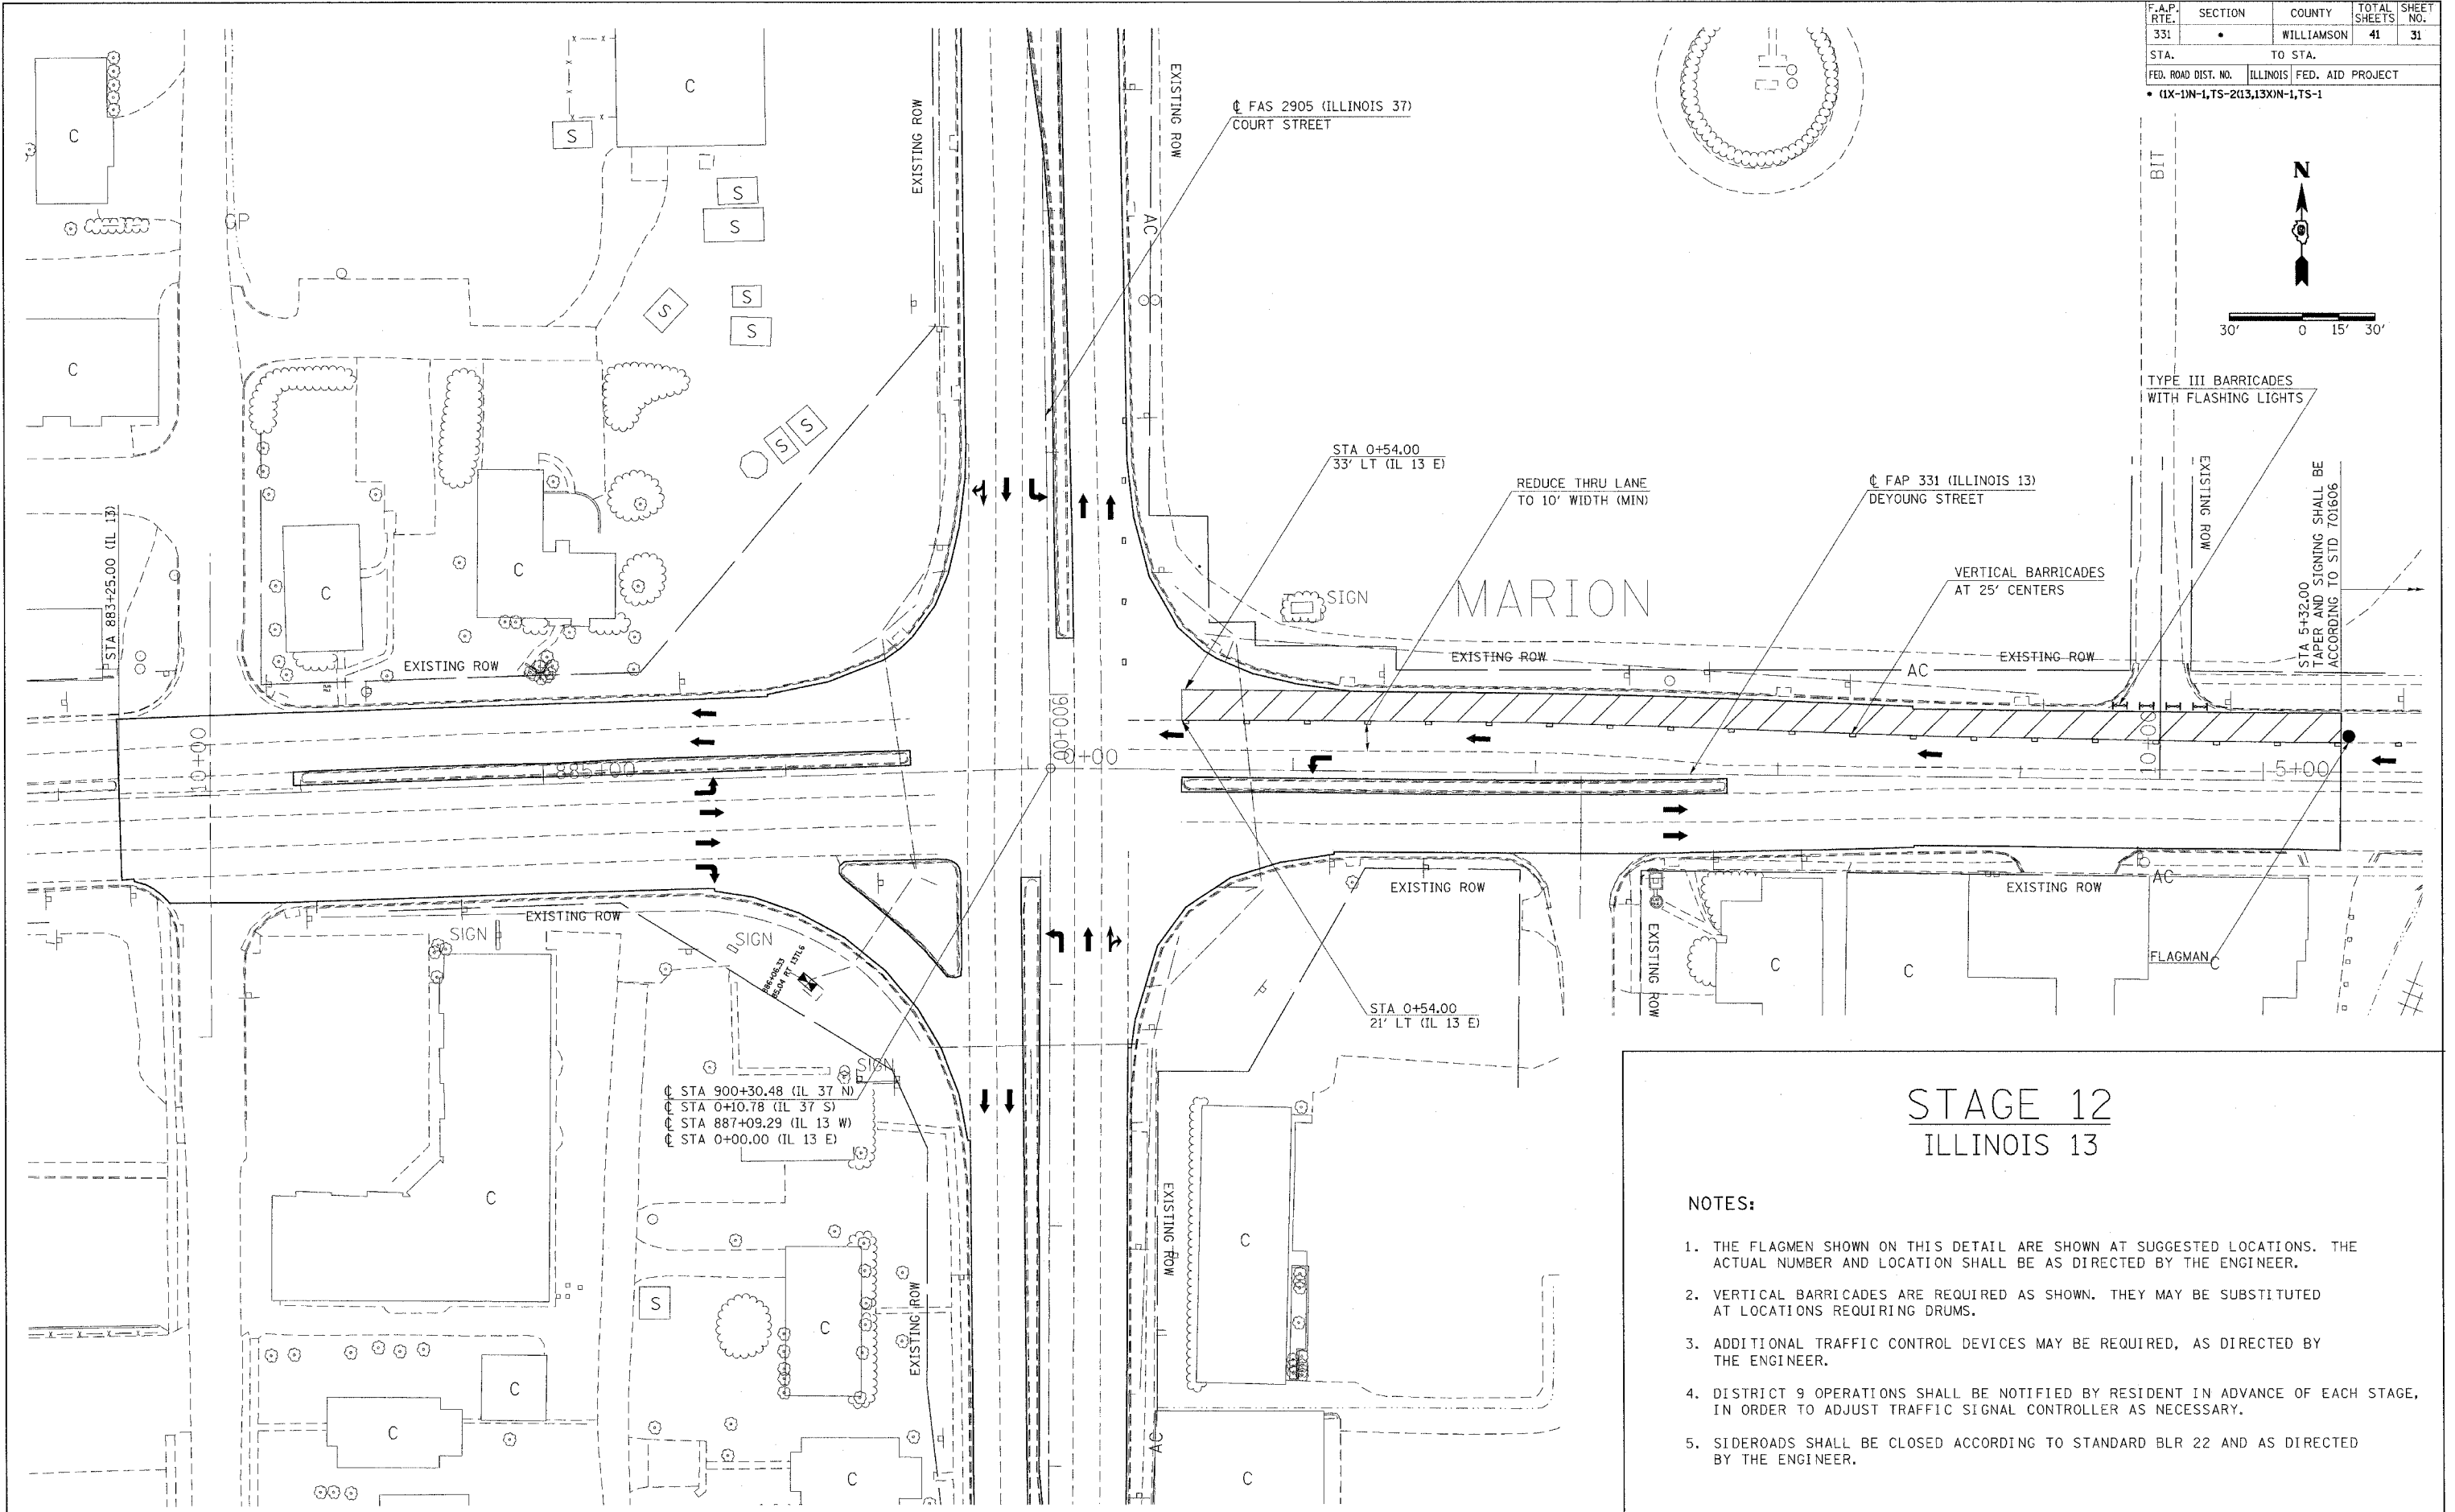 F.A.P. RTE. SECTION COUNTY TOTAL SHEETS SHEET NO.
331 • WILLIAMSON 41 31
STA. TO STA.
FED. ROAD DIST. NO. ILLINOIS FED. AID PROJECT
• (1X-1)N-1,TS-2(13,13X)N-1,TS-1
N
30' 0 15' 30'
BIT
C
C
GP
C
S
S
S
S
S
S
S
S
C
C
EXISTING ROW
EXISTING ROW
AC
℄ FAS 2905 (ILLINOIS 37)
COURT STREET
STA 0+54.00
33' LT (IL 13 E)
REDUCE THRU LANE
TO 10' WIDTH (MIN)
℄ FAP 331 (ILLINOIS 13)
DEYOUNG STREET
VERTICAL BARRICADES
AT 25' CENTERS
TYPE III BARRICADES
WITH FLASHING LIGHTS
EXISTING ROW
STA 5+32.00
TAPER AND SIGNING SHALL BE
ACCORDING TO STD 701606
STA 883+25.00 (IL 13)
EXISTING ROW
SIGN
MARION
EXISTING ROW
AC
EXISTING ROW
10+00
885+00
900+00
0+00
10+00
5+00
EXISTING ROW
SIGN
SIGN
886+06.33
85.04 RT 13TL6
SIGN
EXISTING ROW
EXISTING ROW
C
C
EXISTING ROW
AC
FLAGMAN
C
STA 0+54.00
21' LT (IL 13 E)
℄ STA 900+30.48 (IL 37 N)
℄ STA 0+10.78 (IL 37 S)
℄ STA 887+09.29 (IL 13 W)
℄ STA 0+00.00 (IL 13 E)
C
S
C
C
C
C
EXISTING ROW
EXISTING ROW
AC
C
C
STAGE 12
ILLINOIS 13
NOTES:
1. THE FLAGMEN SHOWN ON THIS DETAIL ARE SHOWN AT SUGGESTED LOCATIONS. THE
ACTUAL NUMBER AND LOCATION SHALL BE AS DIRECTED BY THE ENGINEER.
2. VERTICAL BARRICADES ARE REQUIRED AS SHOWN. THEY MAY BE SUBSTITUTED
AT LOCATIONS REQUIRING DRUMS.
3. ADDITIONAL TRAFFIC CONTROL DEVICES MAY BE REQUIRED, AS DIRECTED BY
THE ENGINEER.
4. DISTRICT 9 OPERATIONS SHALL BE NOTIFIED BY RESIDENT IN ADVANCE OF EACH STAGE,
IN ORDER TO ADJUST TRAFFIC SIGNAL CONTROLLER AS NECESSARY.
5. SIDEROADS SHALL BE CLOSED ACCORDING TO STANDARD BLR 22 AND AS DIRECTED
BY THE ENGINEER.